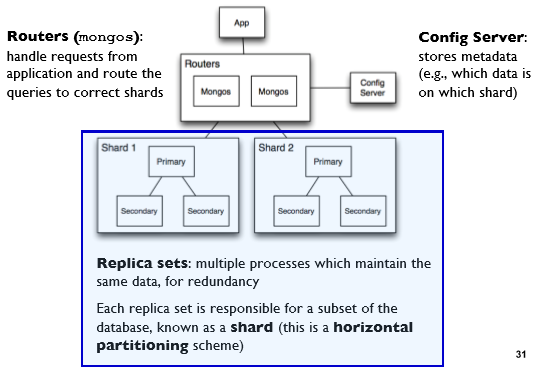 App
Routers (mongos):
handle requests from
application and route the
queries to correct shards
Routers
Mongos Mongos
Config Server:
stores metadata
(e.g., which data is
on which shard)
Config
Server
Shard 1
Primary
Secondary Secondary
Shard 2
Primary
Secondary Secondary
Replica sets: multiple processes which maintain the
same data, for redundancy
Each replica set is responsible for a subset of the
database, known as a shard (this is a horizontal
partitioning scheme)
31